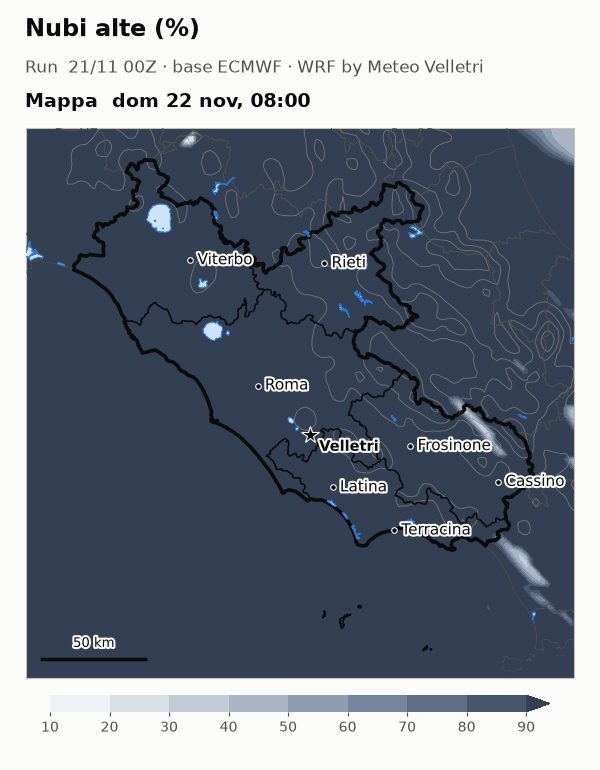 Nubi alte (%)
Run 21/11 00Z · base ECMWF · WRF by Meteo Velletri
Mappa dom 22 nov, 08:00
Viterbo
Rieti
Roma
Velletri
Frosinone
Cassino
Latina
Terracina
50 km
10 20 30 40 50 60 70 80 90